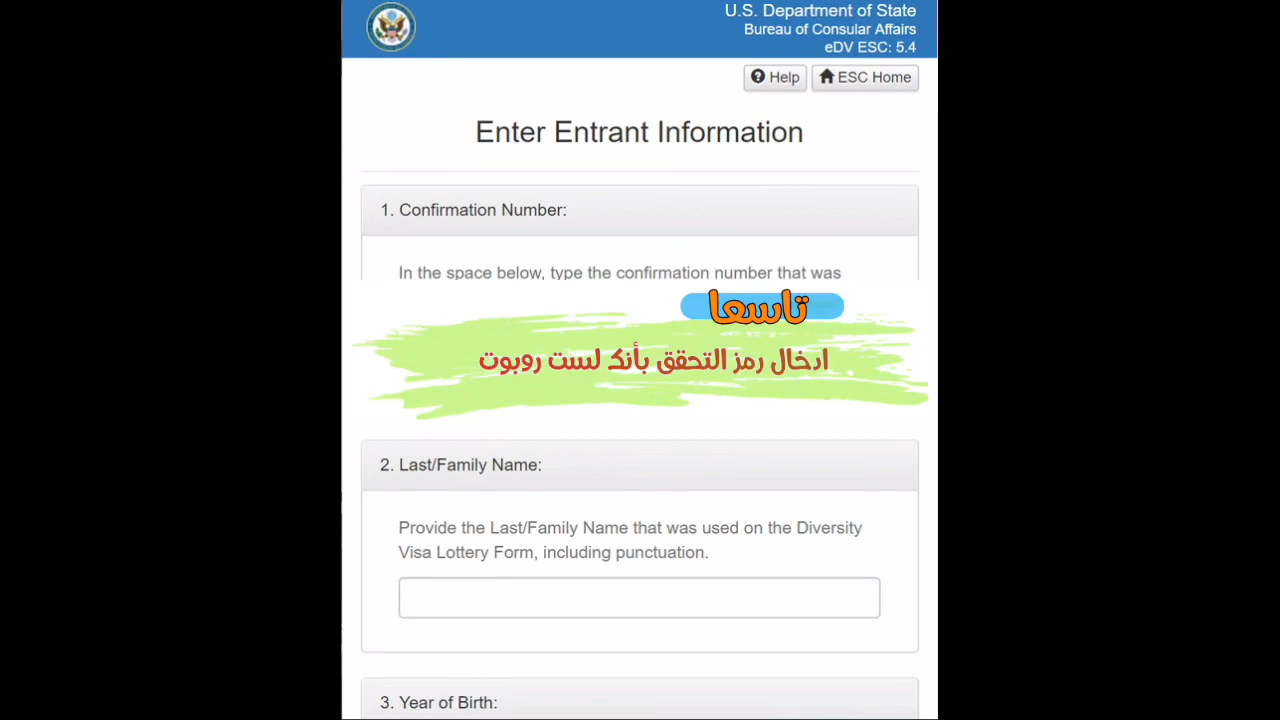 U.S. Department of State
Bureau of Consular Affairs
eDV ESC: 5.4
Help
ESC Home
Enter Entrant Information
1. Confirmation Number:
In the space below, type the confirmation number that was
تاسعا
ادخال رمز التحقق بأنك لست روبوت
2. Last/Family Name:
Provide the Last/Family Name that was used on the Diversity
Visa Lottery Form, including punctuation.
3. Year of Birth: